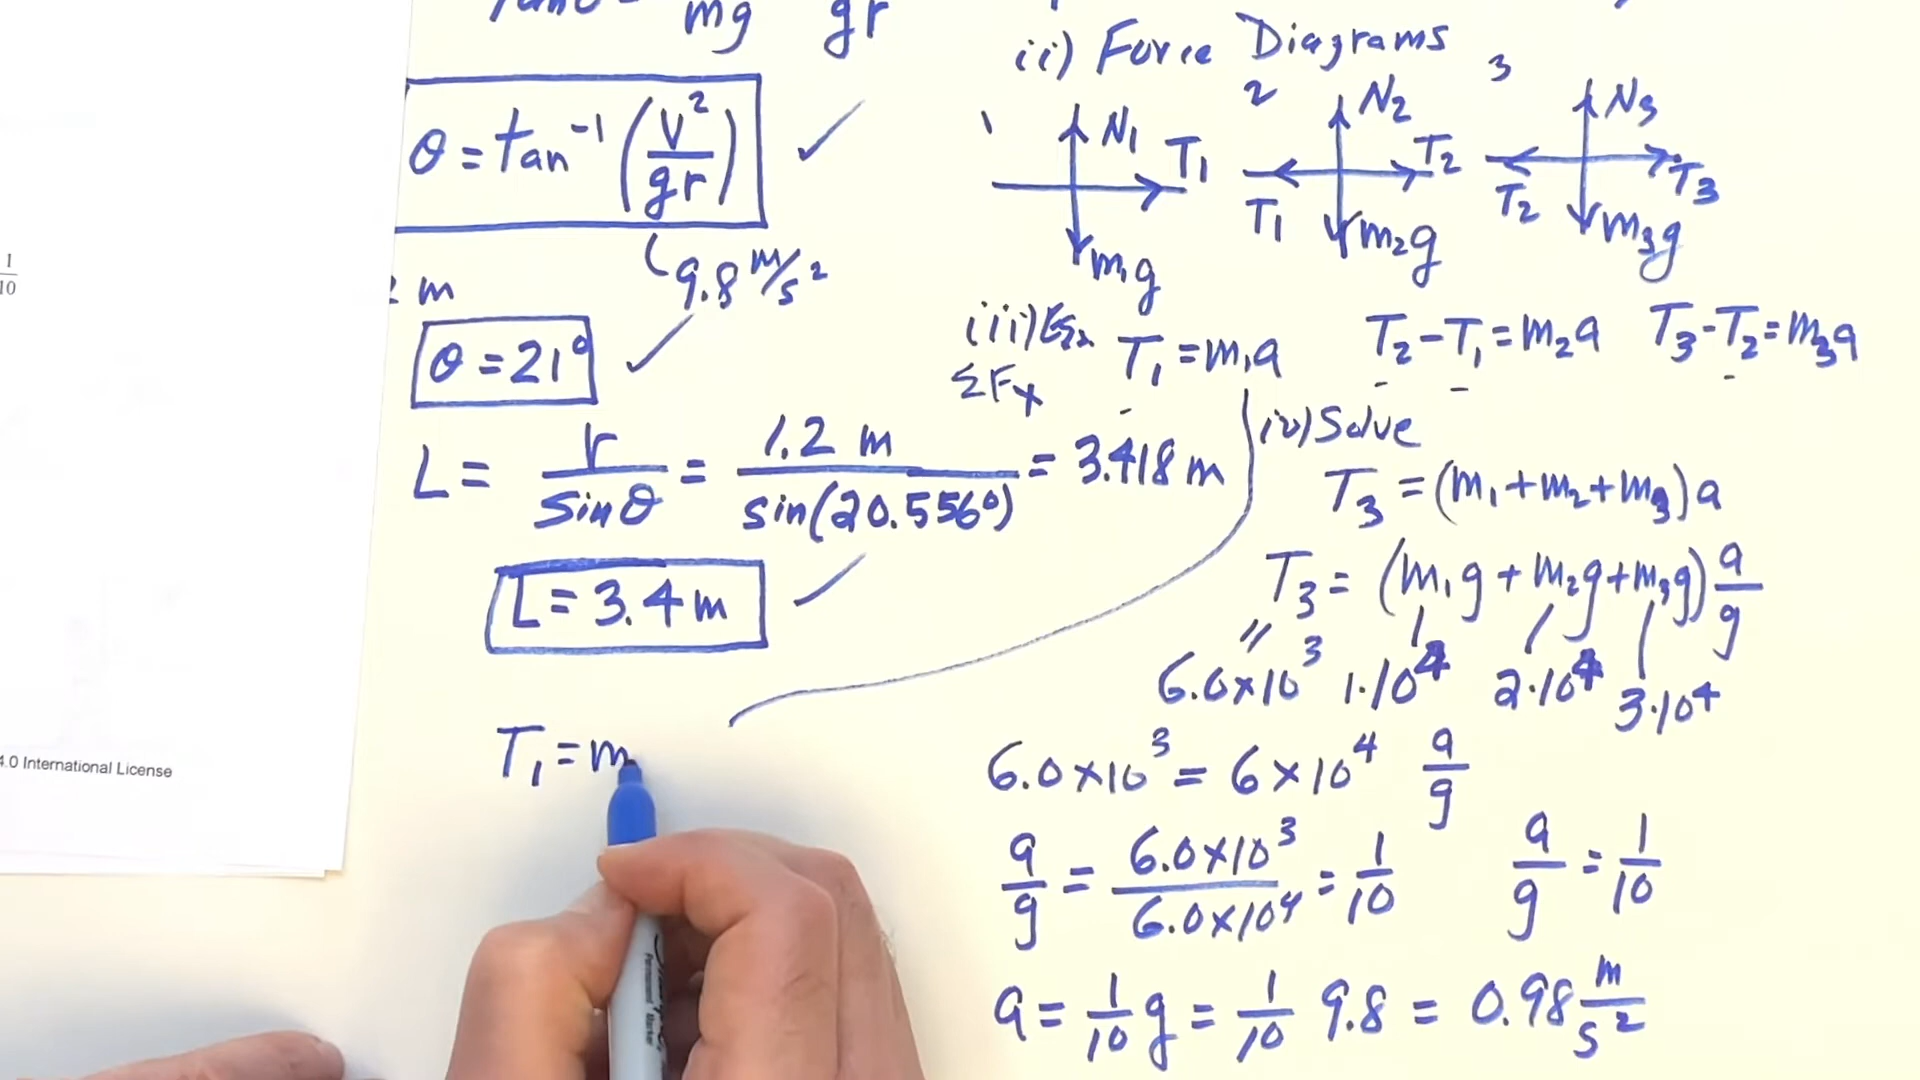 mg gr
θ = tan⁻¹ (v²/gr)
9.8 m/s²
m
θ = 21°
L = r/sinθ = 1.2 m/sin(20.556°) = 3.418 m
L = 3.4 m
T₁ = m
ii) Force Diagrams
1 N₁ T₁ m₁g
2 N₂ T₂ T₁ m₂g
3 N₃ T₃ T₂ m₃g
iii) Eqn T₁ = m₁a T₂ - T₁ = m₂a T₃ - T₂ = m₃a
ΣFx
iv) Solve
T₃ = (m₁ + m₂ + m₃) a
T₃ = (m₁g + m₂g + m₃g) a/g
6.0×10³ 1·10⁴ 2·10⁴ 3·10⁴
6.0×10³ = 6×10⁴ a/g
a/g = 6.0×10³/6.0×10⁴ = 1/10 a/g = 1/10
a = 1/10 g = 1/10 9.8 = 0.98 m/s²
1/10
4.0 International License